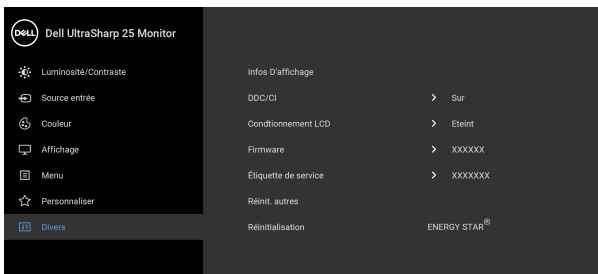 DELL Dell UltraSharp 25 Monitor
Luminosité/Contraste Infos D'affichage
Source entrée DDC/CI Sur
Couleur Condtionnement LCD Eteint
Affichage Firmware XXXXXX
Menu Étiquette de service XXXXXXX
Personnaliser Réinit. autres
Divers Réinitialisation ENERGY STAR®